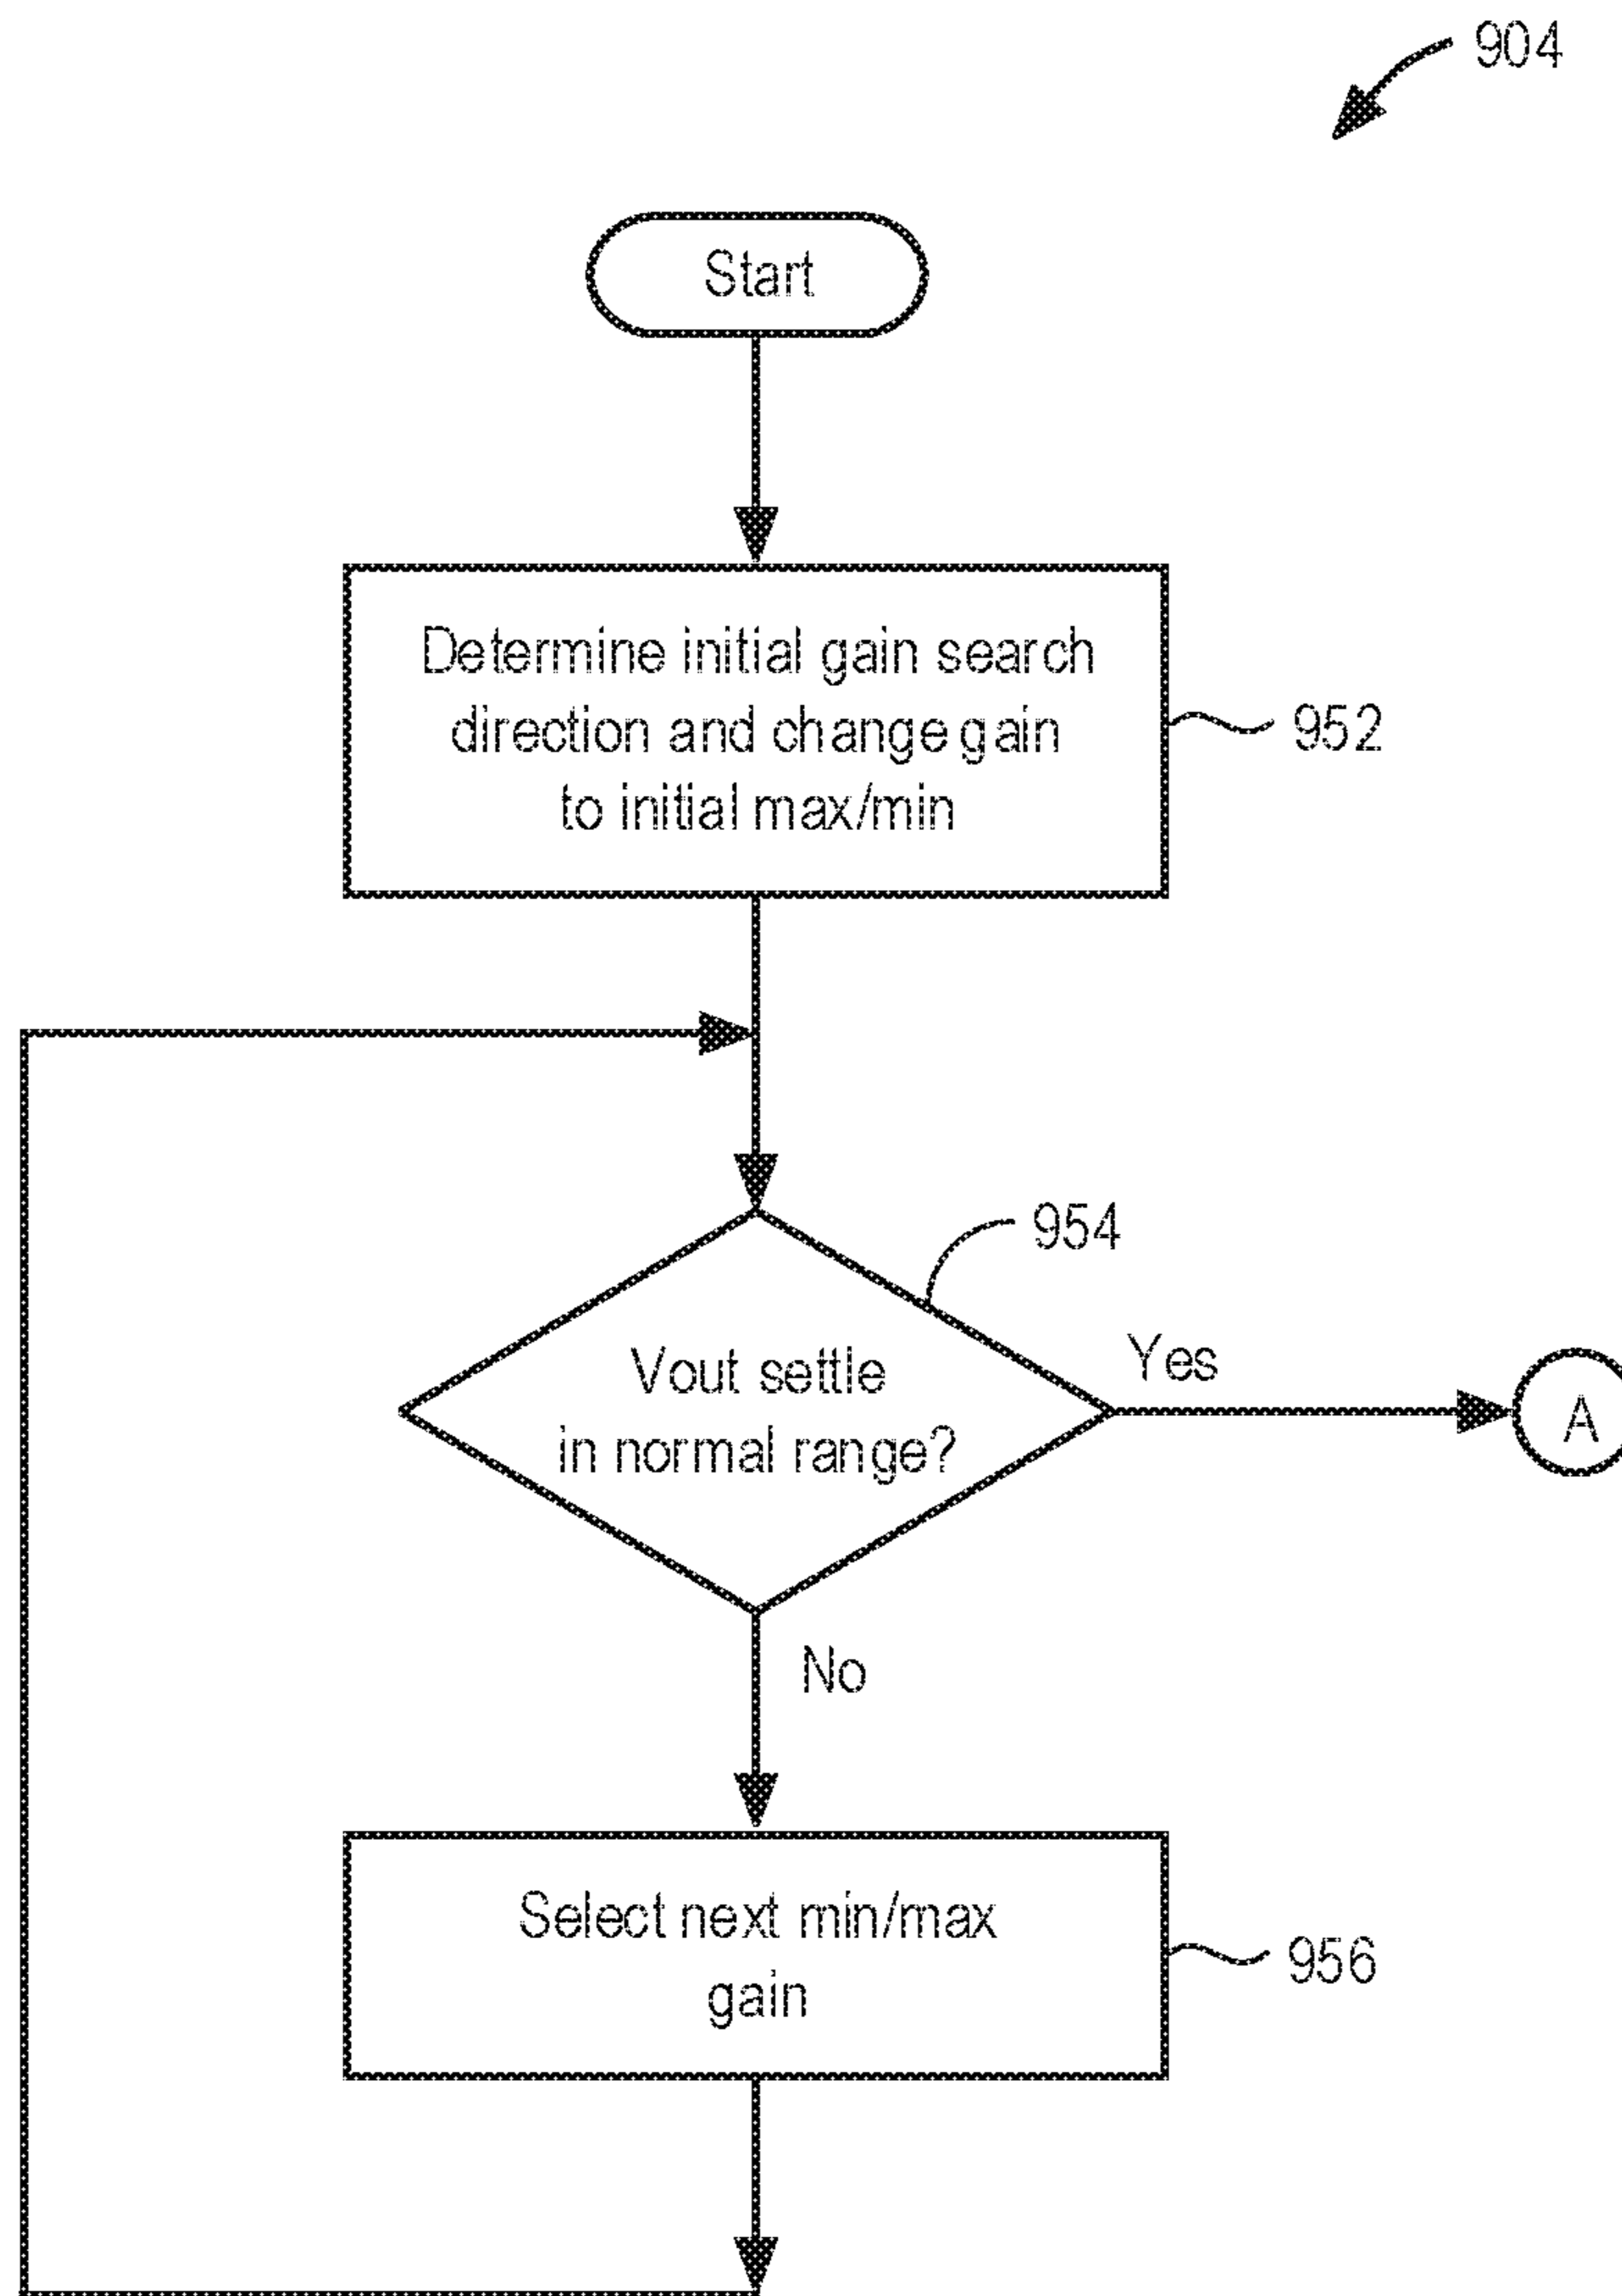 904
Start
Determine initial gain search
direction and change gain
to initial max/min
952
954
Vout settle
in normal range?
Yes
A
No
Select next min/max
gain
956